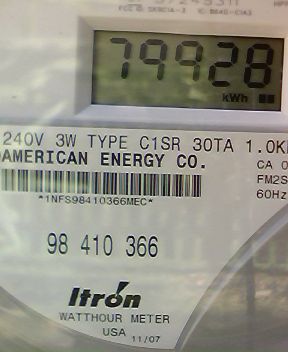 79928
kWh
240V 3W TYPE C1SR 30TA 1.0K
AMERICAN ENERGY CO.
CA 0
FM2S
60Hz
*1NFS98410366MEC*
98 410 366
Itrón
WATTHOUR METER
USA 11/07